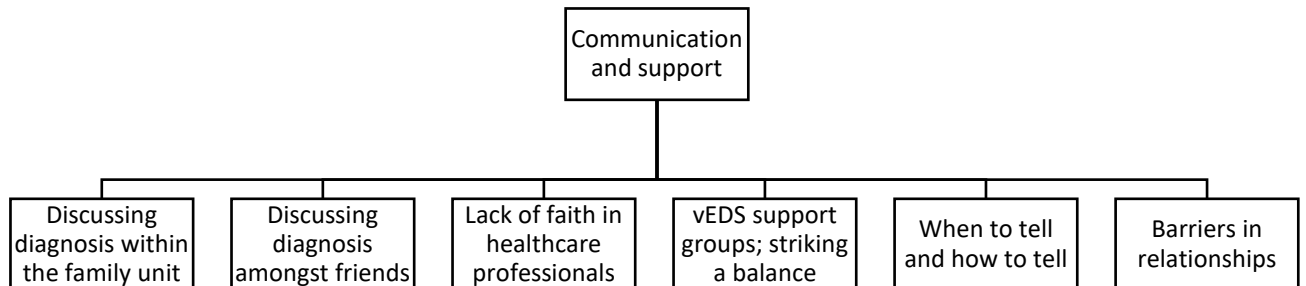 Communication
and support
Discussing
diagnosis within
the family unit
Discussing
diagnosis
amongst friends
Lack of faith in
healthcare
professionals
vEDS support
groups; striking
a balance
When to tell
and how to tell
Barriers in
relationships